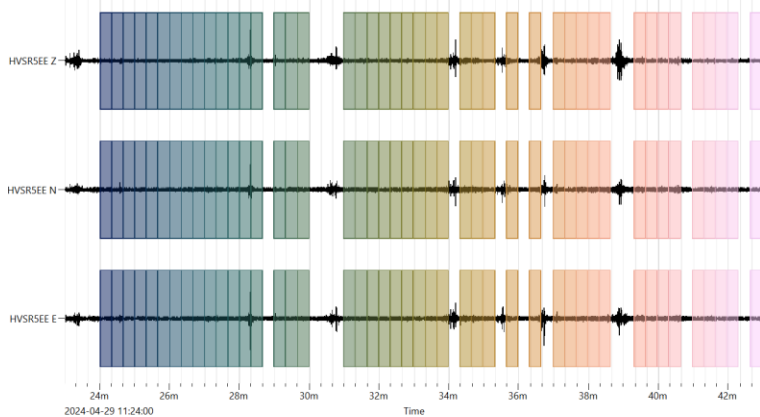 HVSR5EE Z
HVSR5EE N
HVSR5EE E
24m 26m 28m 30m 32m 34m 36m 38m 40m 42m
2024-04-29 11:24:00 Time